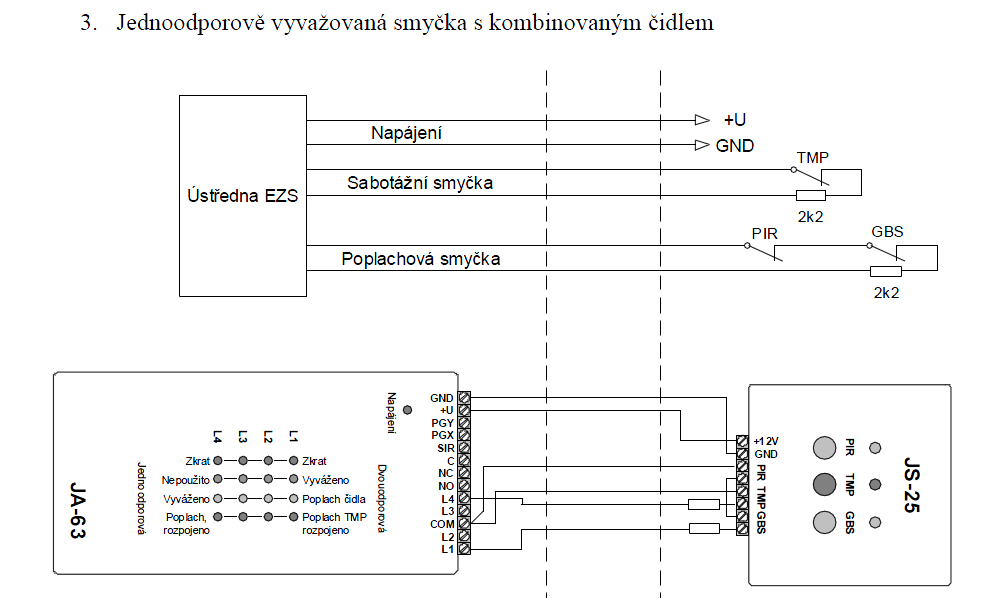 3. Jednoodporově vyvažovaná smyčka s kombinovaným čidlem
Ústředna EZS
Napájení
+U
GND
Sabotážní smyčka
TMP
2k2
Poplachová smyčka
PIR
GBS
2k2
JA-63
Jednoodporová
L4
L3
L2
L1
Zkrat
Zkrat
Nepoužito
Vyváženo
Vyváženo
Poplach čidla
Poplach,
rozpojeno
Poplach TMP
rozpojeno
Dvouodporová
Napájení
GND
+U
PGY
PGX
SIR
C
NC
NO
L4
L3
COM
L2
L1
+12V
GND
PIR
TMP
GBS
PIR
TMP
GBS
JS-25